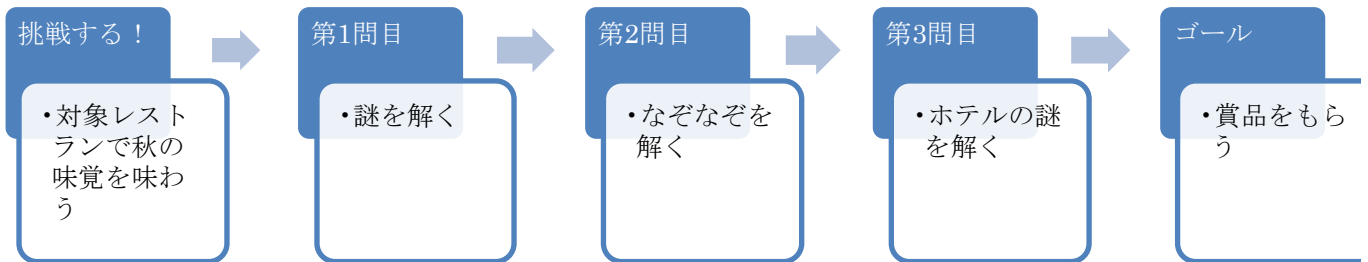 挑戦する！
・対象レスト
ランで秋の
味覚を味わ
う
第1問目
・謎を解く
第2問目
・なぞなぞを
解く
第3問目
・ホテルの謎
を解く
ゴール
・賞品をもら
う